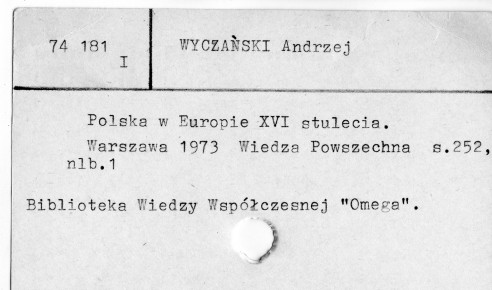 74 181
I
WYCZAŃSKI Andrzej
Polska w Europie XVI stulecia.
Warszawa 1973 Wiedza Powszechna s.252,
nlb.1
Biblioteka Wiedzy Współczesnej "Omega".